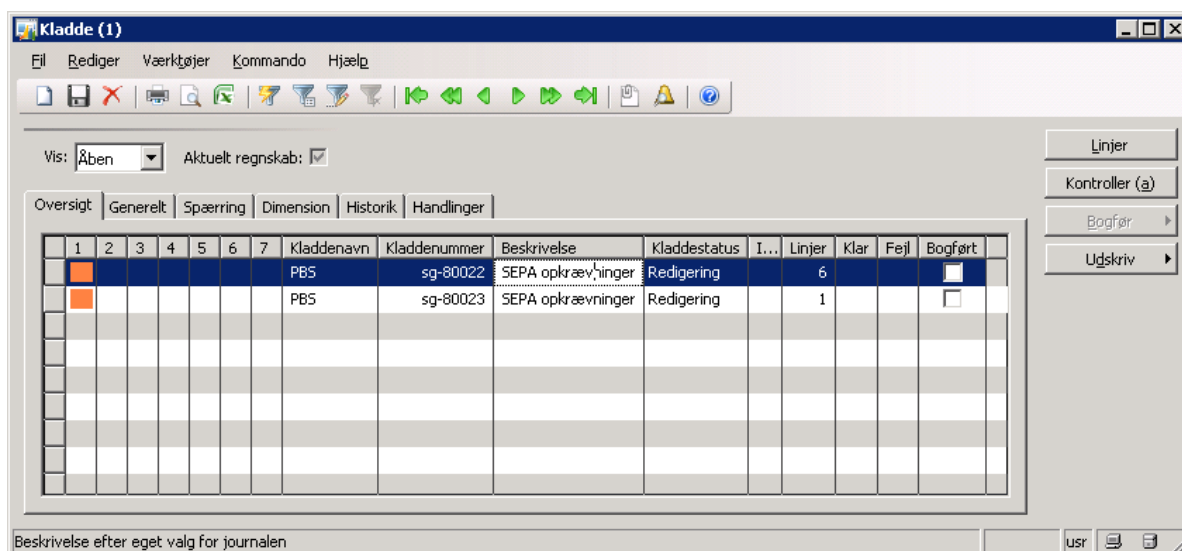 Kladde (1)
Fil Rediger Værktøjer Kommando Hjælp
Vis: Åben Aktuelt regnskab:
Linjer
Kontroller (a)
Bogfør
Udskriv
Oversigt Generelt Spærring Dimension Historik Handlinger
1 2 3 4 5 6 7 Kladdenavn Kladdenummer Beskrivelse Kladdestatus I... Linjer Klar Fejl Bogført
PBS sg-80022 SEPA opkrævninger Redigering 6
PBS sg-80023 SEPA opkrævninger Redigering 1
Beskrivelse efter eget valg for journalen usr